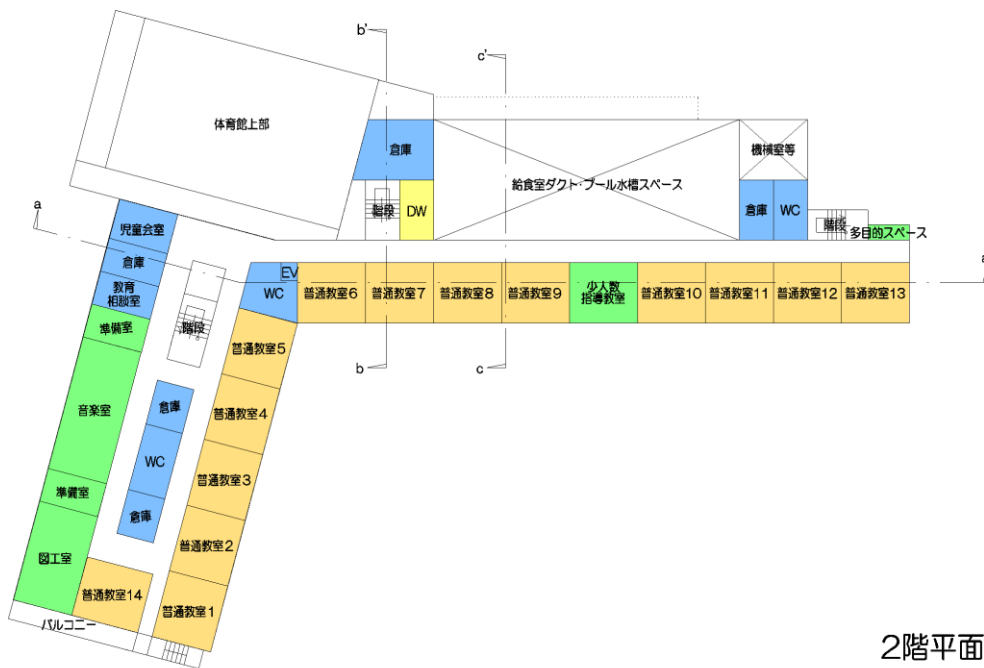 b'
c'
体育館上部
倉庫
機械室等
給食室ダクト・プール水槽スペース
階段
DW
倉庫
WC
階段
多目的スペース
a
児童会室
倉庫
教育
相談室
準備室
音楽室
準備室
図工室
バルコニー
階段
倉庫
WC
倉庫
EV
WC
普通教室6
普通教室7
普通教室8
普通教室9
少人数
指導教室
普通教室10
普通教室11
普通教室12
普通教室13
普通教室5
普通教室4
普通教室3
普通教室2
普通教室1
普通教室14
b
c
2階平面